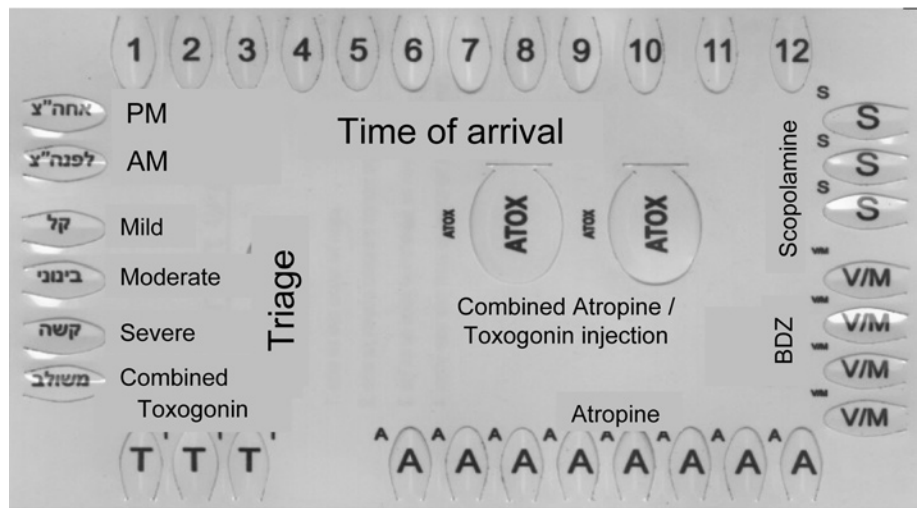 1 2 3 4 5 6 7 8 9 10 11 12
אחה"צ PM
לפנה"צ AM
קל Mild
בינוני Moderate
קשה Severe
משולב Combined
Triage
Time of arrival
ATOX ATOX ATOX ATOX
Combined Atropine /
Toxogonin injection
S S
S S
S S
Scopolamine
V/M V/M
V/M V/M
V/M V/M
V/M V/M
BDZ
Toxogonin
T T T
Atropine
A A A A A A A A
A A A A A A A A